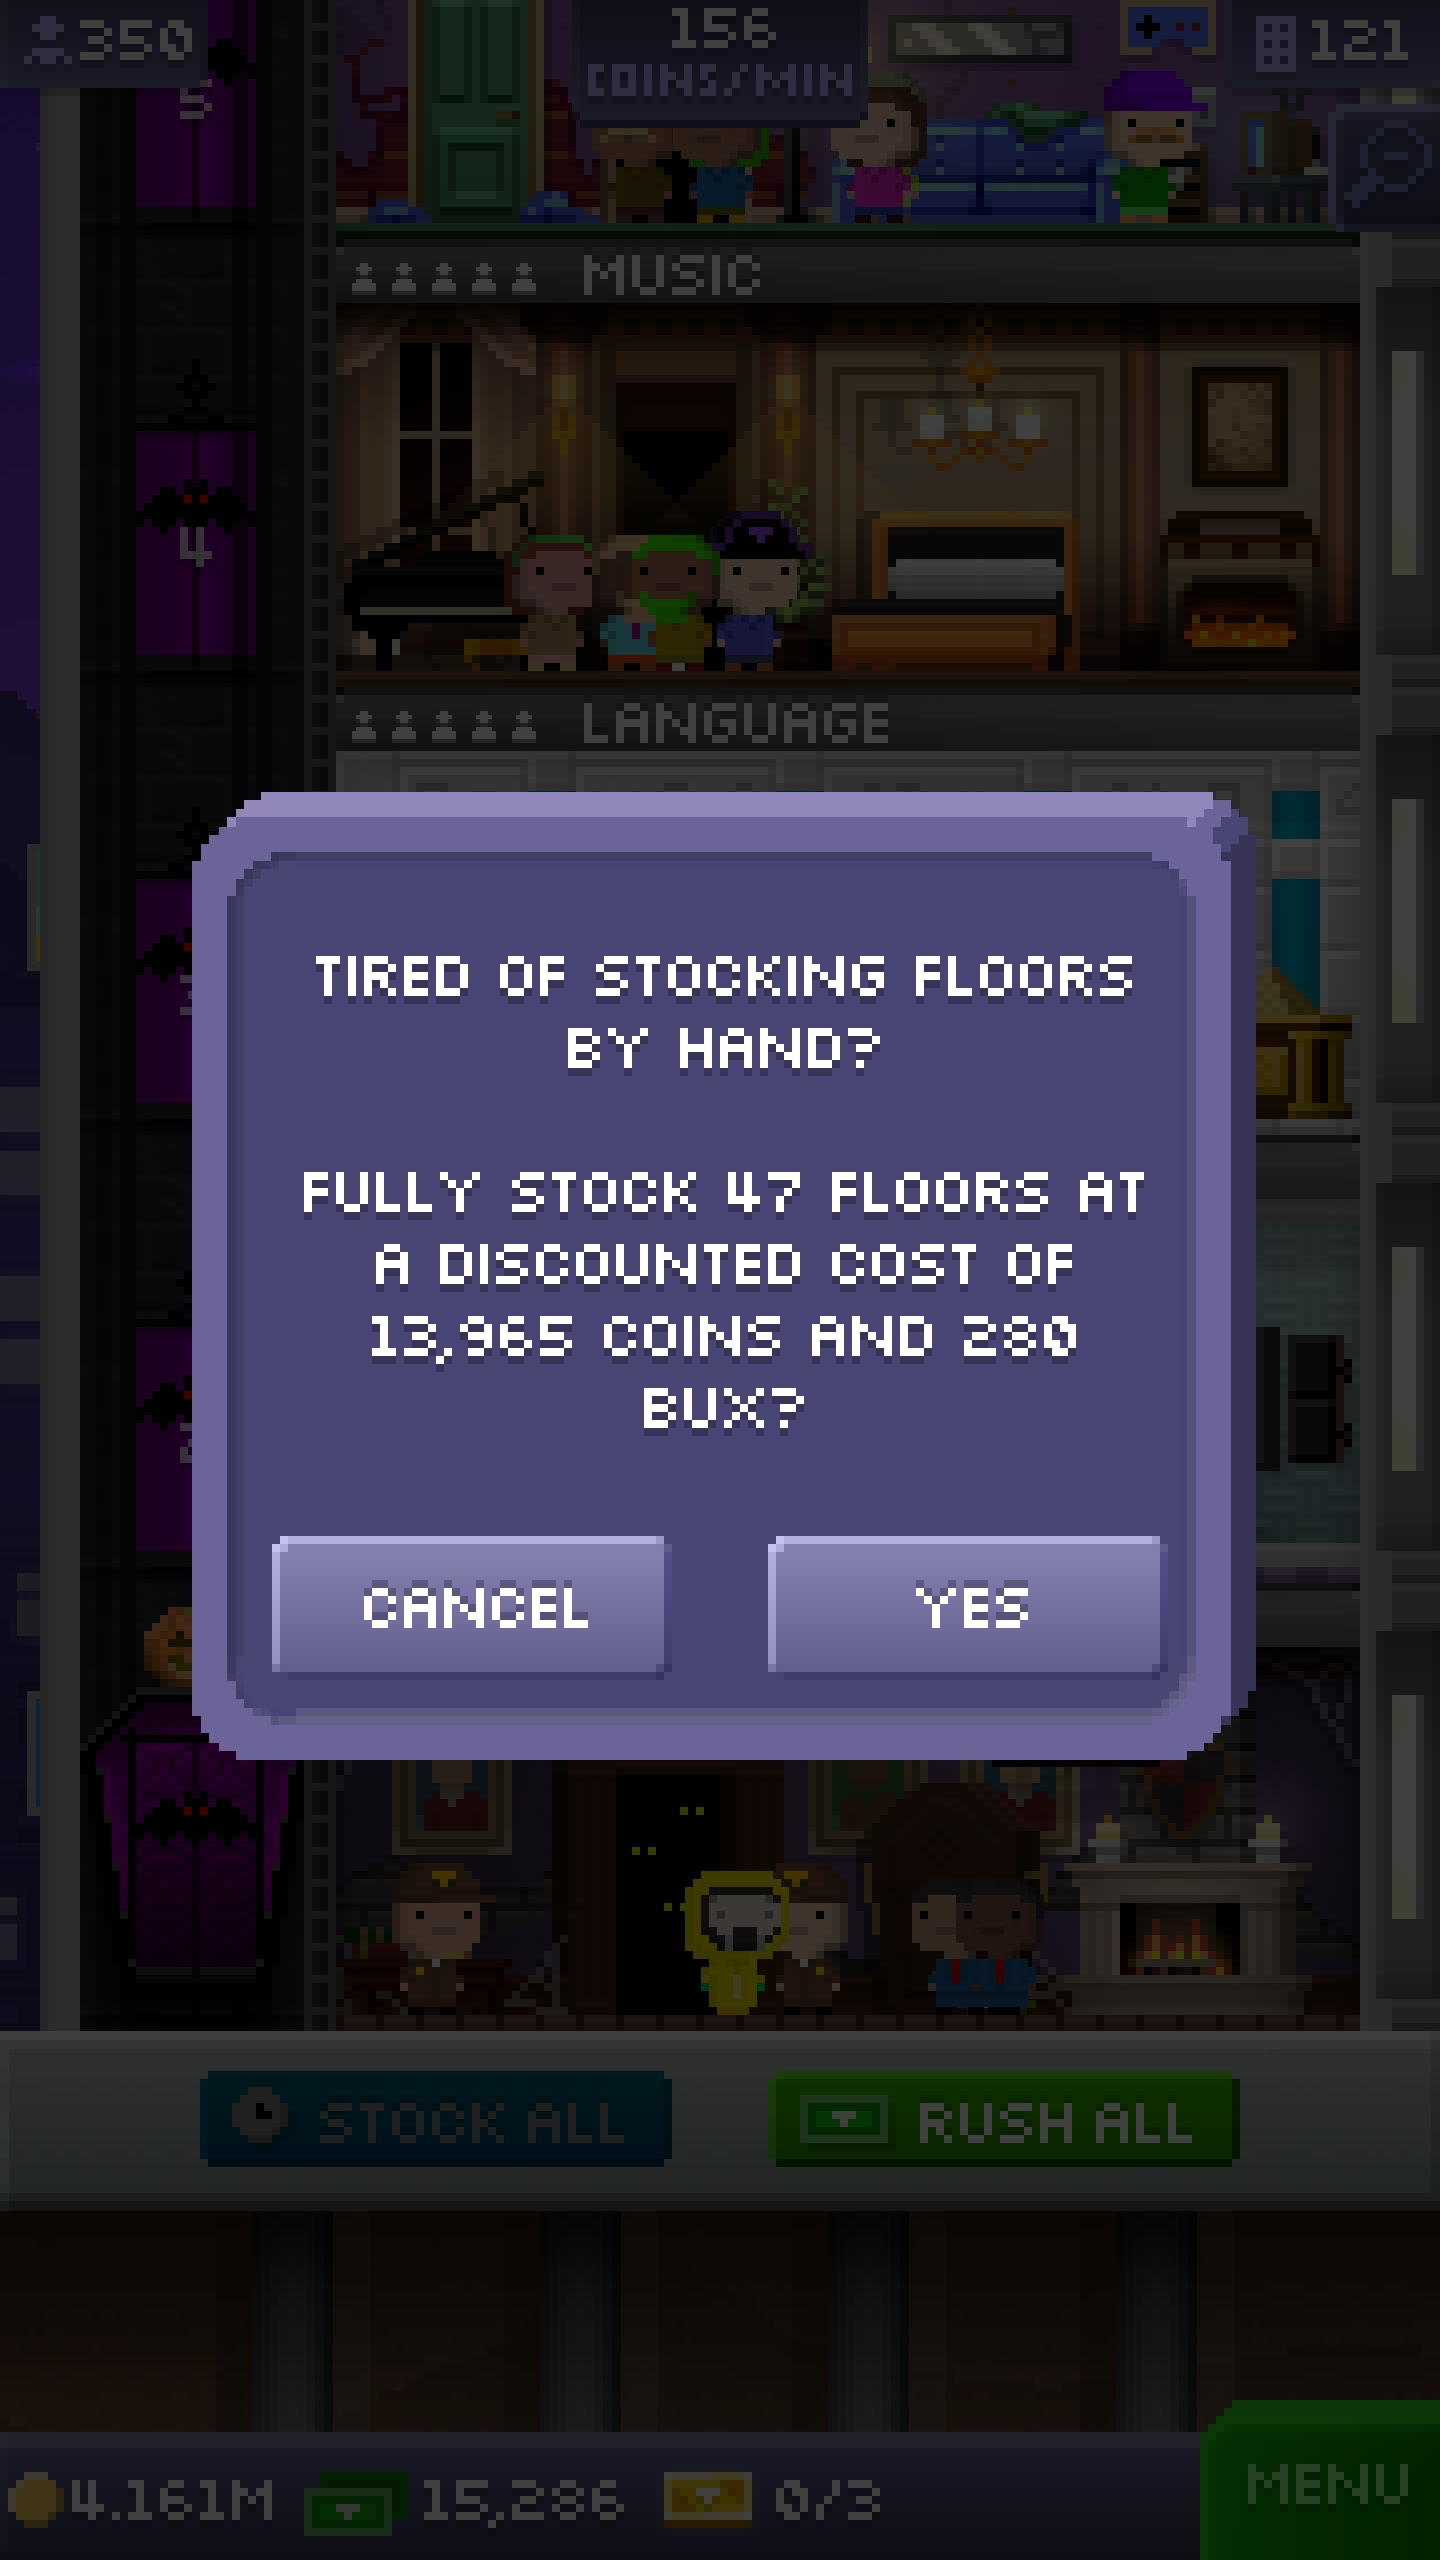 350
156
COINS/MIN
121
5
MUSIC
4
LANGUAGE
TIRED OF STOCKING FLOORS
BY HAND?
FULLY STOCK 47 FLOORS AT
A DISCOUNTED COST OF
13,965 COINS AND 280
BUX?
CANCEL
YES
STOCK ALL
RUSH ALL
4.161M
15,286
0/3
MENU